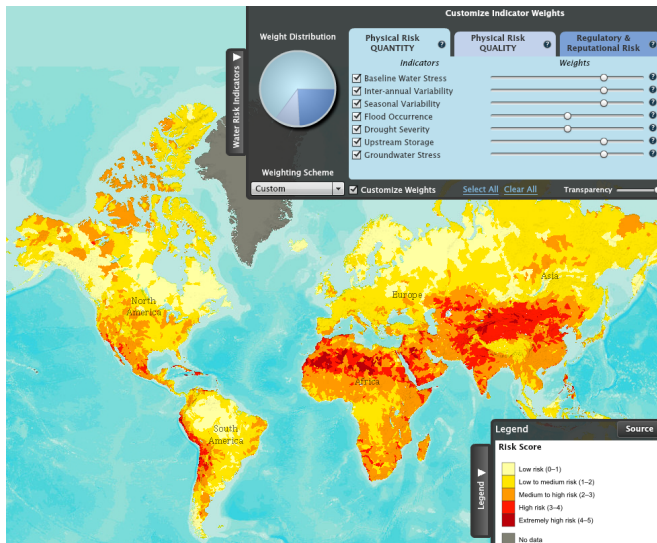 Customize Indicator Weights
Weight Distribution
Physical Risk
QUANTITY
?
Physical Risk
QUALITY
?
Regulatory &
Reputational Risk
?
Indicators Weights
Baseline Water Stress ?
Inter-annual Variability ?
Seasonal Variability ?
Flood Occurrence ?
Drought Severity ?
Upstream Storage ?
Groundwater Stress ?
Water Risk Indicators
Weighting Scheme
Custom
Customize Weights
Select All Clear All
Transparency
North
America
Europe
Asia
Africa
South
America
Legend
Source
Legend
Risk Score
Low risk (0–1)
Low to medium risk (1–2)
Medium to high risk (2–3)
High risk (3–4)
Extremely high risk (4–5)
No data